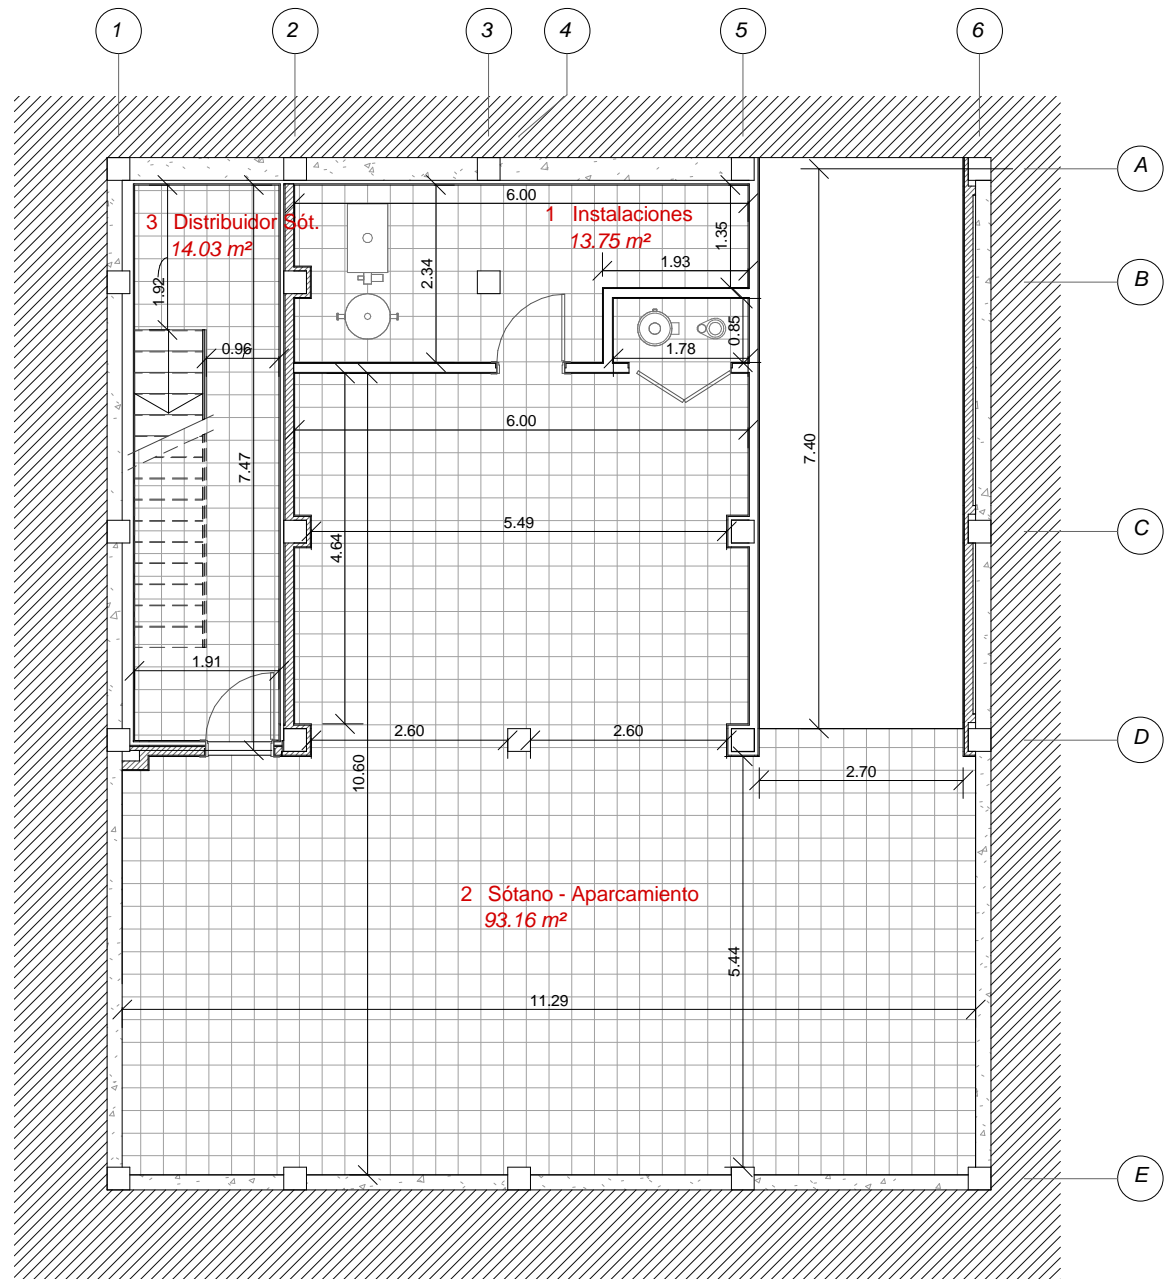 1
2
3
4
5
6
A
6.00
3 Distribuidor Sót.
14.03 m²
1 Instalaciones
13.75 m²
1.35
1.93
2.34
1.92
B
0.85
0.96
1.78
6.00
7.40
7.47
5.49
4.64
C
1.91
2.60
2.60
D
10.60
2.70
2 Sótano - Aparcamiento
93.16 m²
5.44
11.29
E